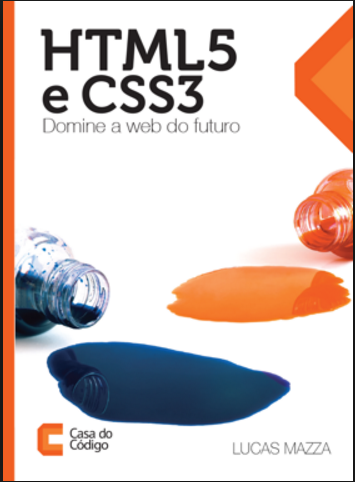 HTML5
e CSS3
Domine a web do futuro
Casa do
Código
LUCAS MAZZA